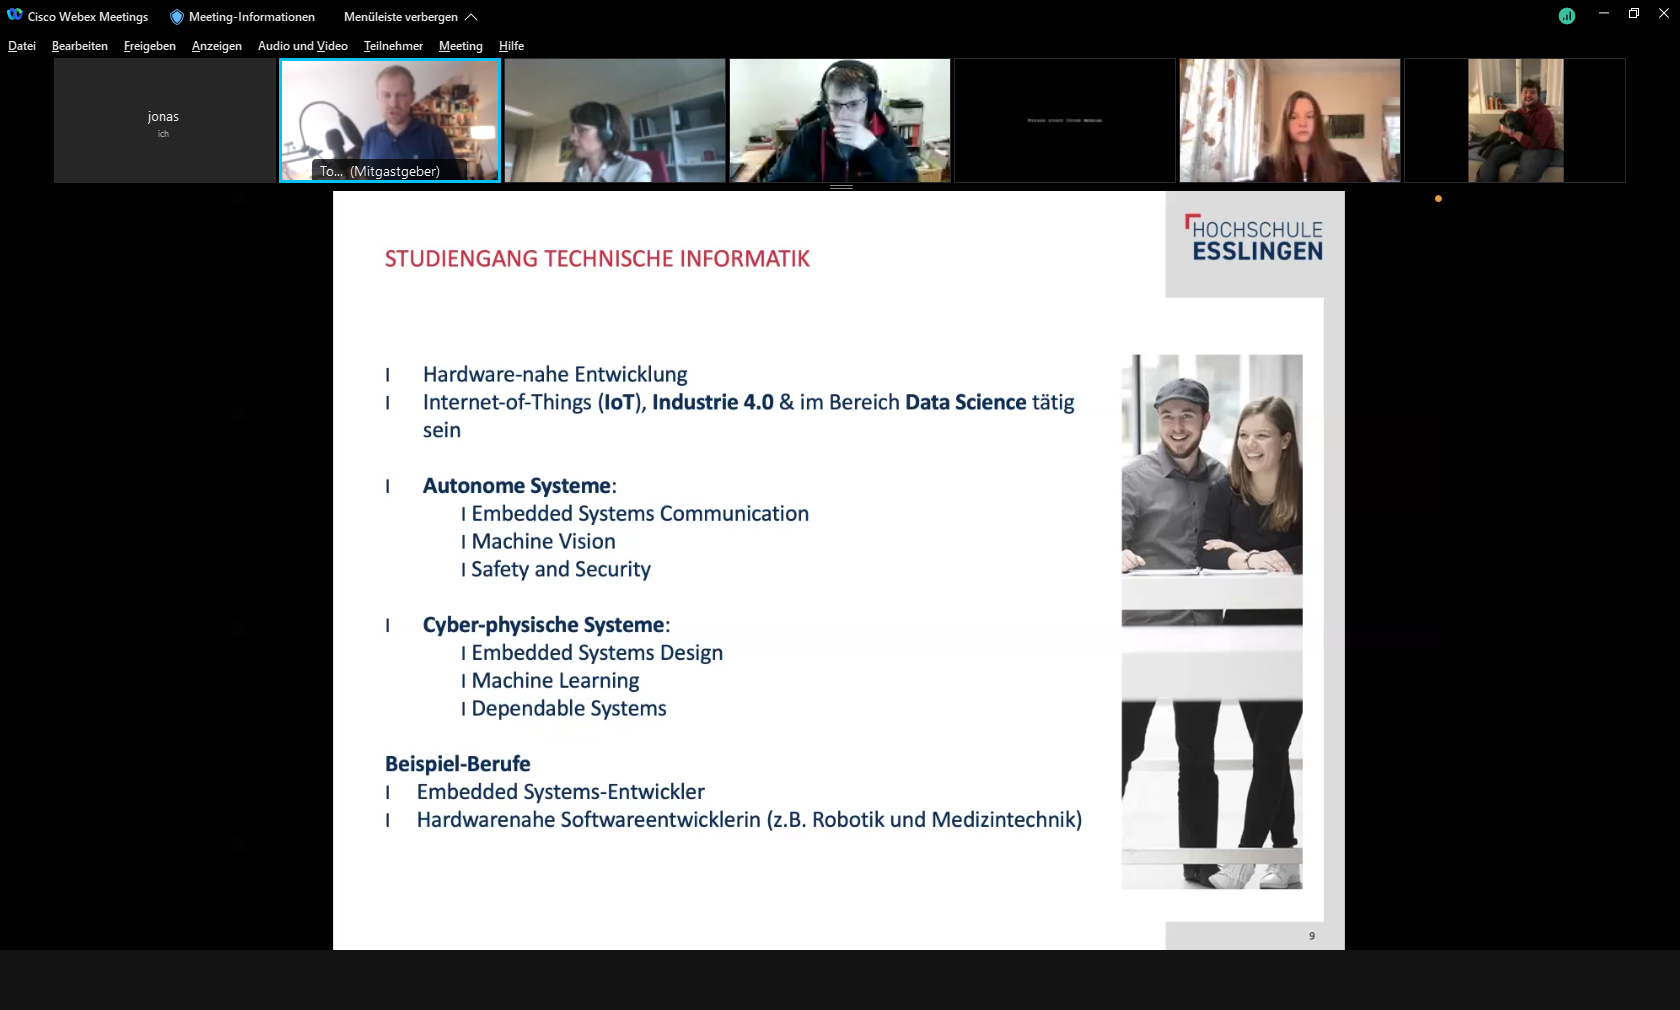 Cisco Webex Meetings
Meeting-Informationen
Menüleiste verbergen
Datei
Bearbeiten
Freigeben
Anzeigen
Audio und Video
Teilnehmer
Meeting
Hilfe
jonas
ich
To... (Mitgastgeber)
HOCHSCHULE
ESSLINGEN
STUDIENGANG TECHNISCHE INFORMATIK
I Hardware-nahe Entwicklung
I Internet-of-Things (IoT), Industrie 4.0 & im Bereich Data Science tätig
sein
I Autonome Systeme:
I Embedded Systems Communication
I Machine Vision
I Safety and Security
I Cyber-physische Systeme:
I Embedded Systems Design
I Machine Learning
I Dependable Systems
Beispiel-Berufe
I Embedded Systems-Entwickler
I Hardwarenahe Softwareentwicklerin (z.B. Robotik und Medizintechnik)
9